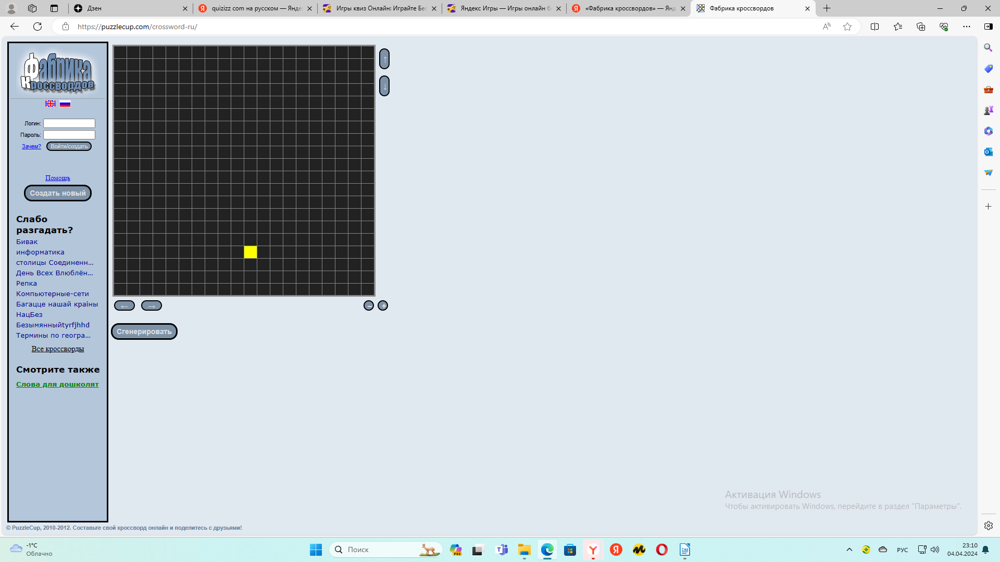 Дзен
quizizz com на русском — Янде
Игры квиз Онлайн: Играйте Бес
Яндекс Игры — Игры онлайн б
«Фабрика кроссвордов» — Янд
Фабрика кроссвордов
https://puzzlecup.com/crossword-ru/
Фабрика
Кроссвордов
Логин:
Пароль:
Зачем?
Войти/создать
Помощь
Создать новый
Слабо
разгадать?
Бивак
информатика
столицы Соединенн...
День Всех Влюблён...
Репка
Компьютерные-сети
Багацце нашай краіны
НацБез
Безымянныйtyrfjhhd
Термины по геогра...
Все кроссворды
Смотрите также
Слова для дошколят
↑
↓
← →
− +
Сгенерировать
Активация Windows
Чтобы активировать Windows, перейдите в раздел "Параметры".
© PuzzleCup, 2010-2012. Составьте свой кроссворд онлайн и поделитесь с друзьями!
-1°C
Облачно
Поиск
PRE
РУС
23:10
04.04.2024